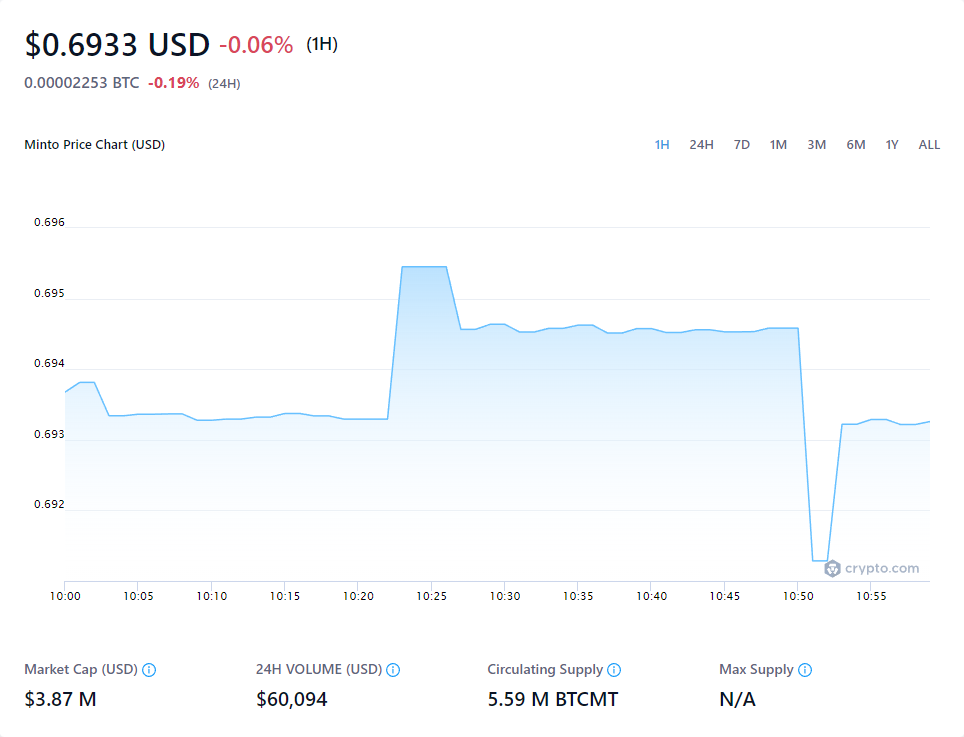 $0.6933 USD -0.06% (1H)
0.00002253 BTC -0.19% (24H)
Minto Price Chart (USD) 1H 24H 7D 1M 3M 6M 1Y ALL
0.696
0.695
0.694
0.693
0.692
crypto.com
10:00 10:05 10:10 10:15 10:20 10:25 10:30 10:35 10:40 10:45 10:50 10:55
Market Cap (USD) 24H VOLUME (USD) Circulating Supply Max Supply
$3.87 M $60,094 5.59 M BTCMT N/A